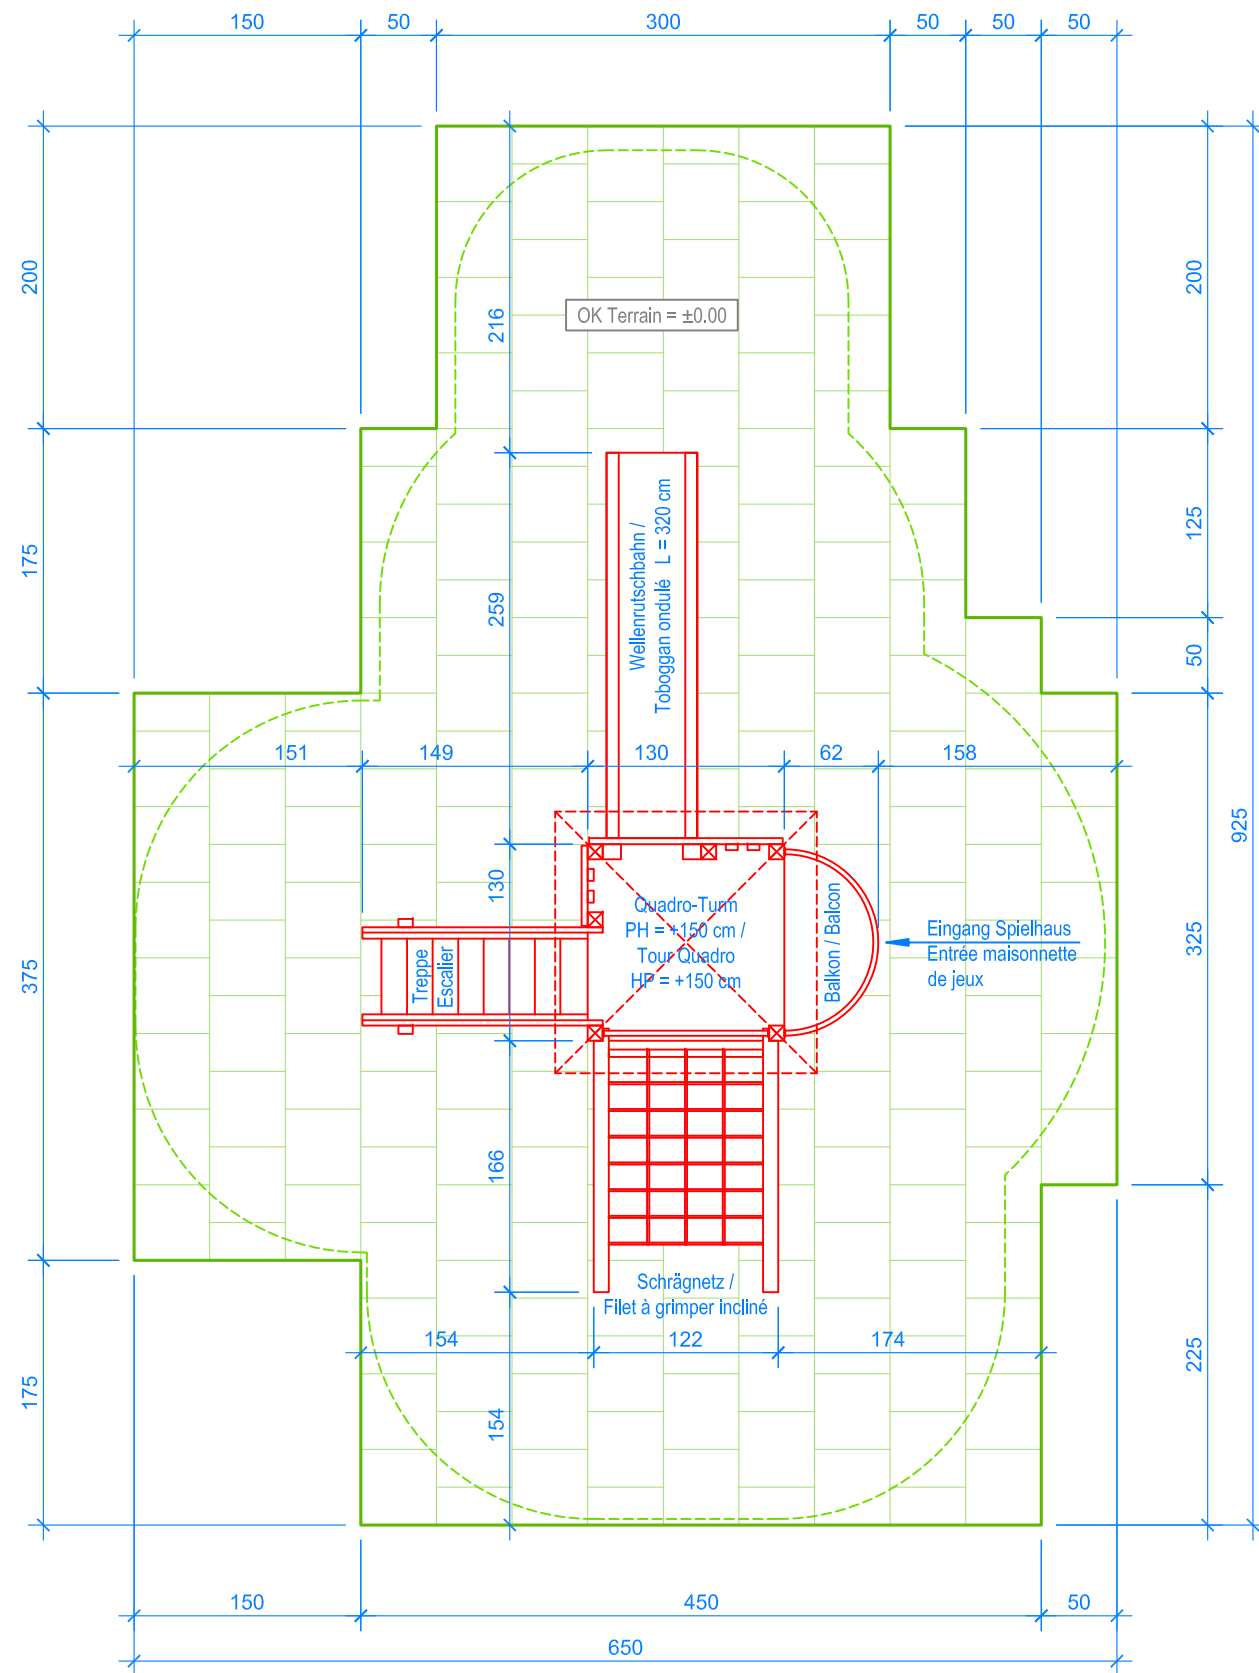 150
50
300
50
50
50
200
216
OK Terrain = ±0.00
200
175
259
Wellenrutschbahn /
Toboggan ondulé L = 320 cm
125
50
151
149
130
62
158
925
130
Quadro-Turm
PH = +150 cm /
Tour Quadro
HP = +150 cm
Balkon / Balcon
Eingang Spielhaus
Entrée maisonnette
de jeux
325
375
Treppe
Escalier
166
Schrägnetz /
Filet à grimper incliné
154
122
174
175
154
225
150
450
50
650